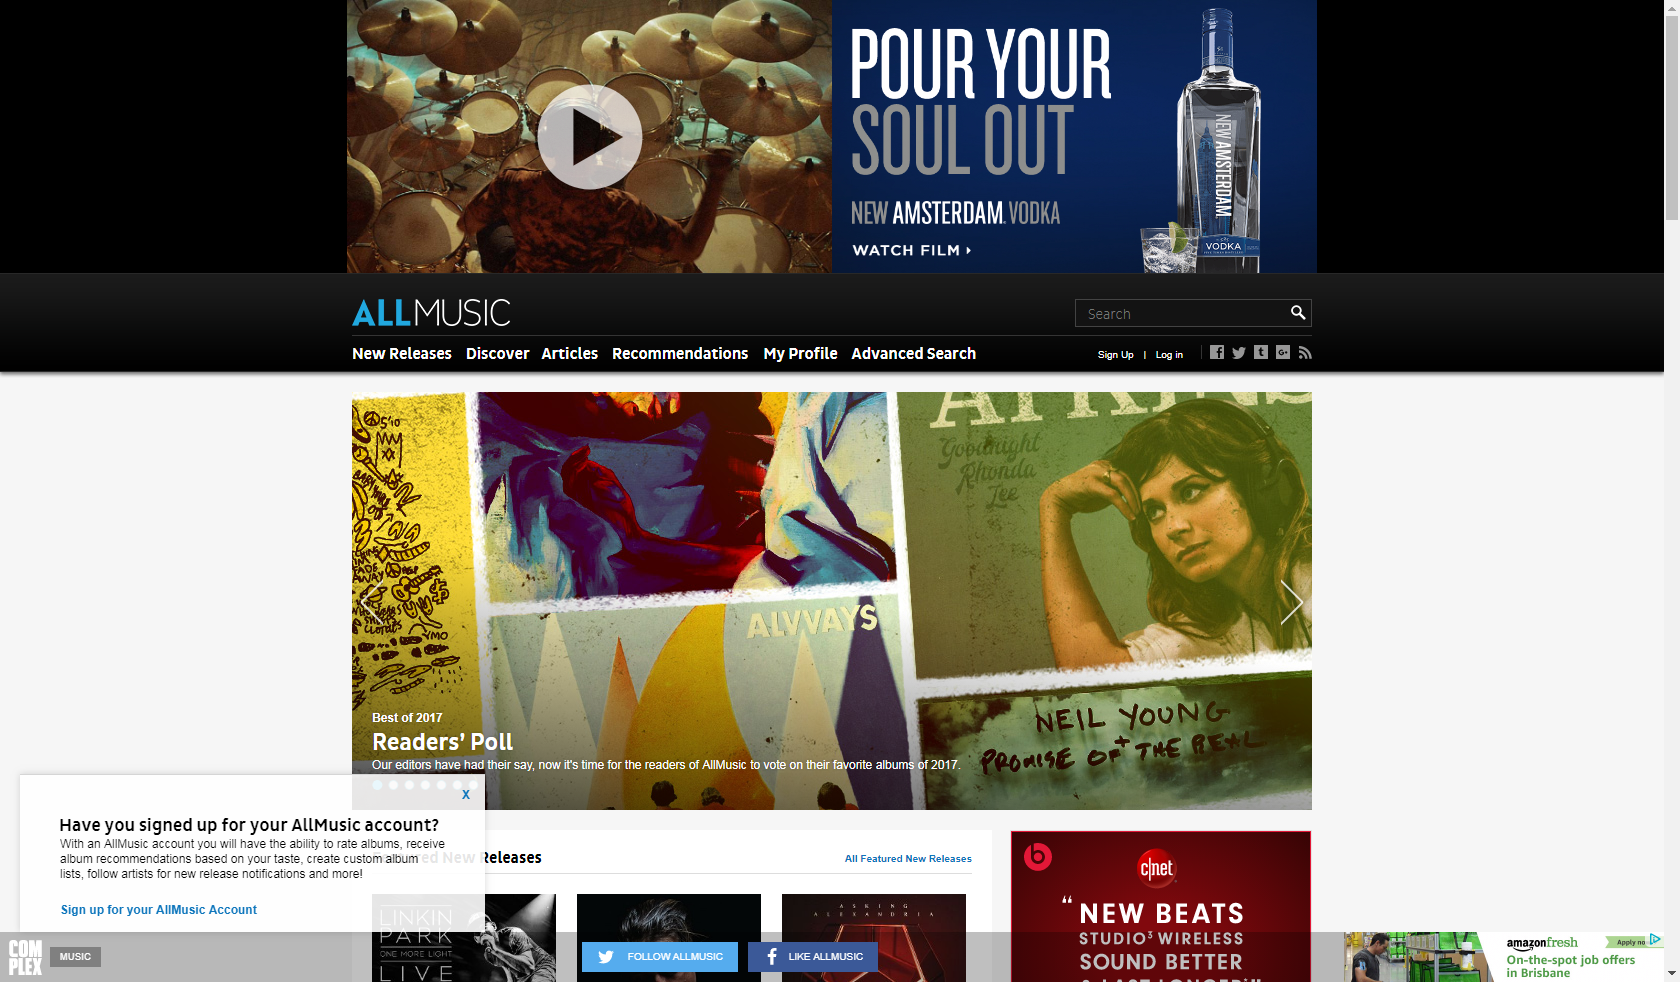 POUR YOUR
SOUL OUT
NEW AMSTERDAM VODKA
WATCH FILM
NEW AMSTERDAM
VODKA
ALLMUSIC
Search
New Releases Discover Articles Recommendations My Profile Advanced Search
Sign Up | Log in
ATKINS
Goodnight
Rhonda
Lee
ALVVAYS
NEIL YOUNG
+
PROMISE OF THE REAL
Best of 2017
Readers’ Poll
Our editors have had their say, now it's time for the readers of AllMusic to vote on their favorite albums of 2017.
X
Have you signed up for your AllMusic account?
With an AllMusic account you will have the ability to rate albums, receive
album recommendations based on your taste, create custom album
lists, follow artists for new release notifications and more!
Sign up for your AllMusic Account
Featured New Releases
All Featured New Releases
LINKIN
PARK
ONE MORE LIGHT
LIVE
ASKING
ALEXANDRIA
c|net
“ NEW BEATS
STUDIO3 WIRELESS
SOUND BETTER
COM
PLEX
MUSIC
FOLLOW ALLMUSIC
LIKE ALLMUSIC
amazonfresh
Apply no
On-the-spot job offers
in Brisbane